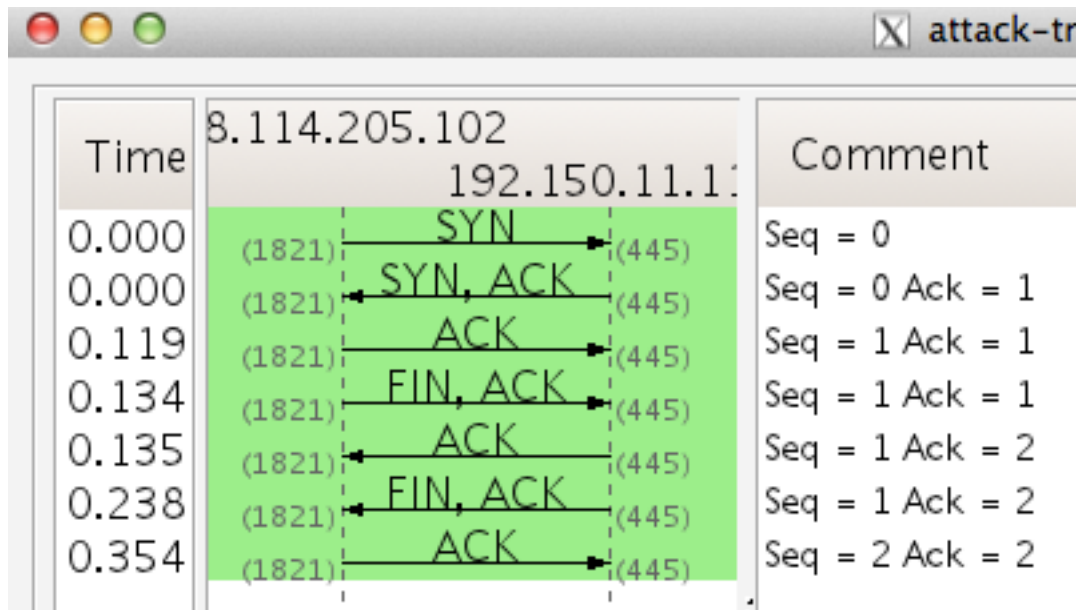 attack-tr
Time
8.114.205.102
192.150.11.1
Comment
0.000 (1821) SYN (445) Seq = 0
0.000 (1821) SYN, ACK (445) Seq = 0 Ack = 1
0.119 (1821) ACK (445) Seq = 1 Ack = 1
0.134 (1821) FIN, ACK (445) Seq = 1 Ack = 1
0.135 (1821) ACK (445) Seq = 1 Ack = 2
0.238 (1821) FIN, ACK (445) Seq = 1 Ack = 2
0.354 (1821) ACK (445) Seq = 2 Ack = 2